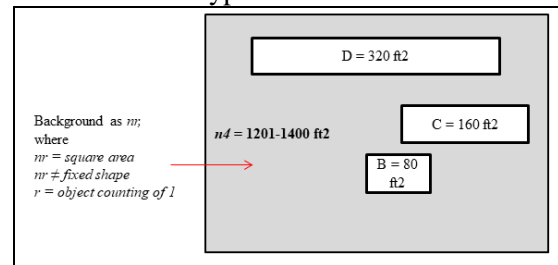 D = 320 ft2
Background as nr;
where
nr = square area
nr ≠ fixed shape
r = object counting of 1
n4 = 1201-1400 ft2
C = 160 ft2
B = 80
ft2